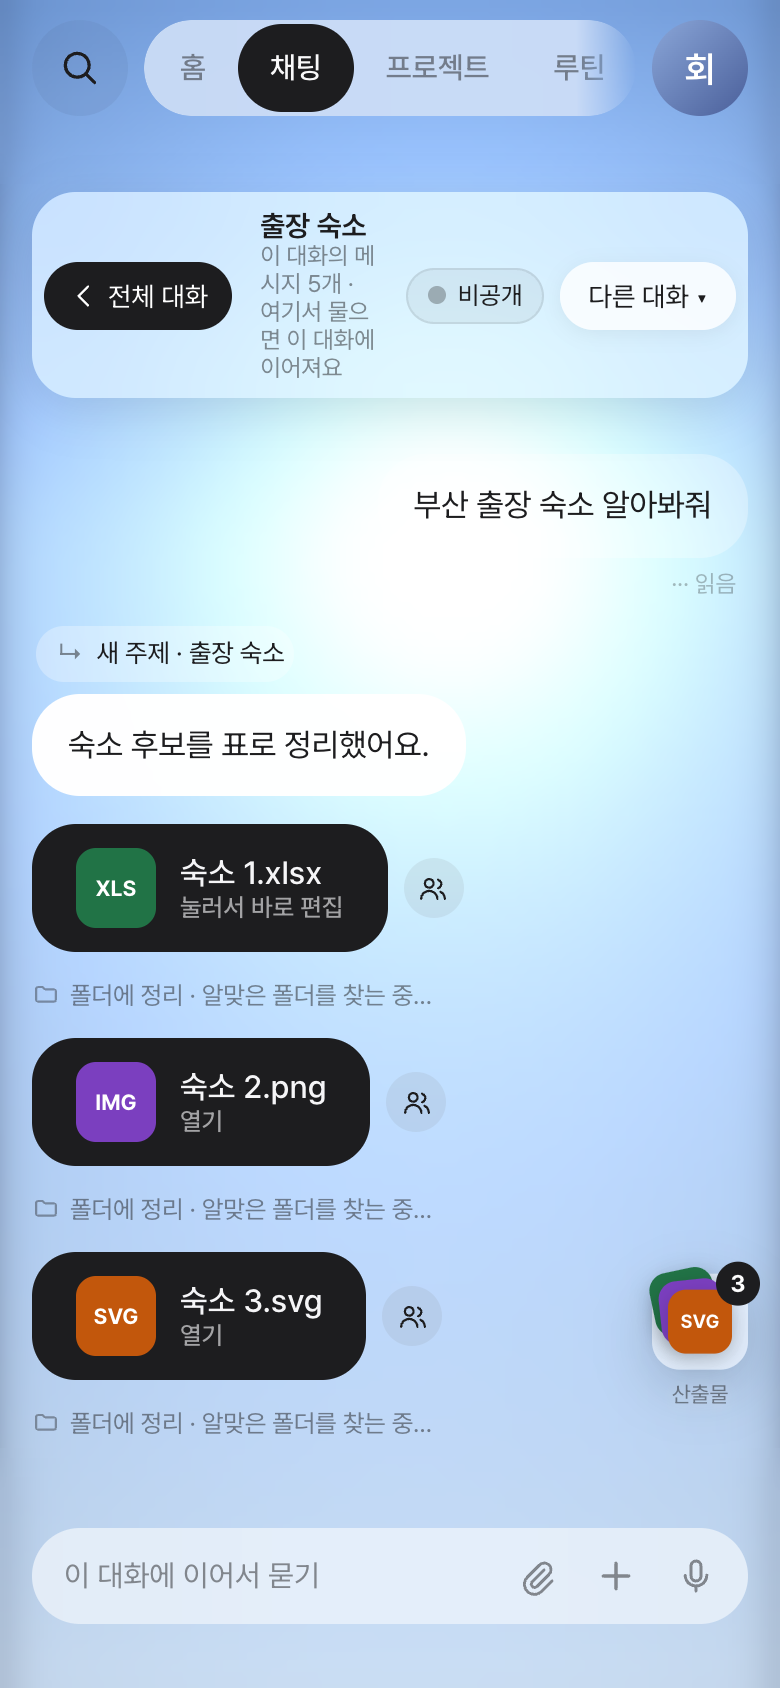 홈
채팅
프로젝트
루틴
회
전체 대화
출장 숙소
이 대화의 메
시지 5개 ·
여기서 물으
면 이 대화에
이어져요
비공개
다른 대화 ▾
부산 출장 숙소 알아봐줘
··· 읽음
새 주제 · 출장 숙소
숙소 후보를 표로 정리했어요.
XLS
숙소 1.xlsx
눌러서 바로 편집
폴더에 정리 · 알맞은 폴더를 찾는 중...
IMG
숙소 2.png
열기
폴더에 정리 · 알맞은 폴더를 찾는 중...
SVG
숙소 3.svg
열기
3
SVG
산출물
폴더에 정리 · 알맞은 폴더를 찾는 중...
이 대화에 이어서 묻기